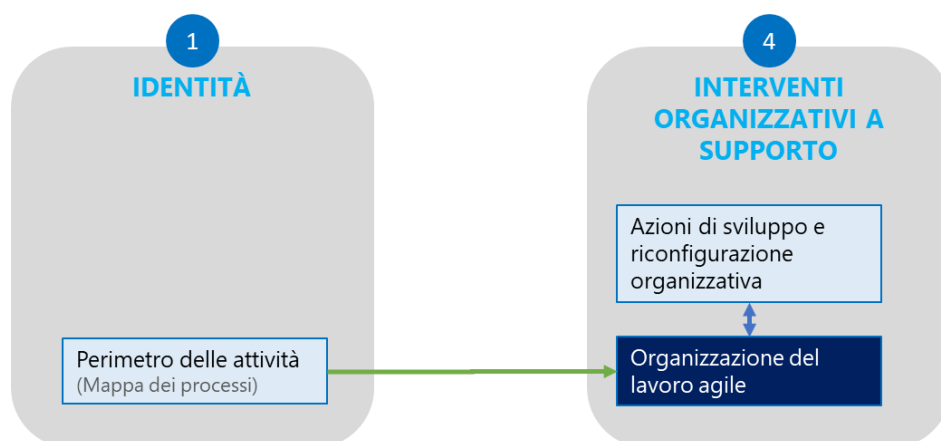 1
IDENTITÀ
Perimetro delle attività
(Mappa dei processi)
4
INTERVENTI
ORGANIZZATIVI A
SUPPORTO
Azioni di sviluppo e
riconfigurazione
organizzativa
Organizzazione del
lavoro agile